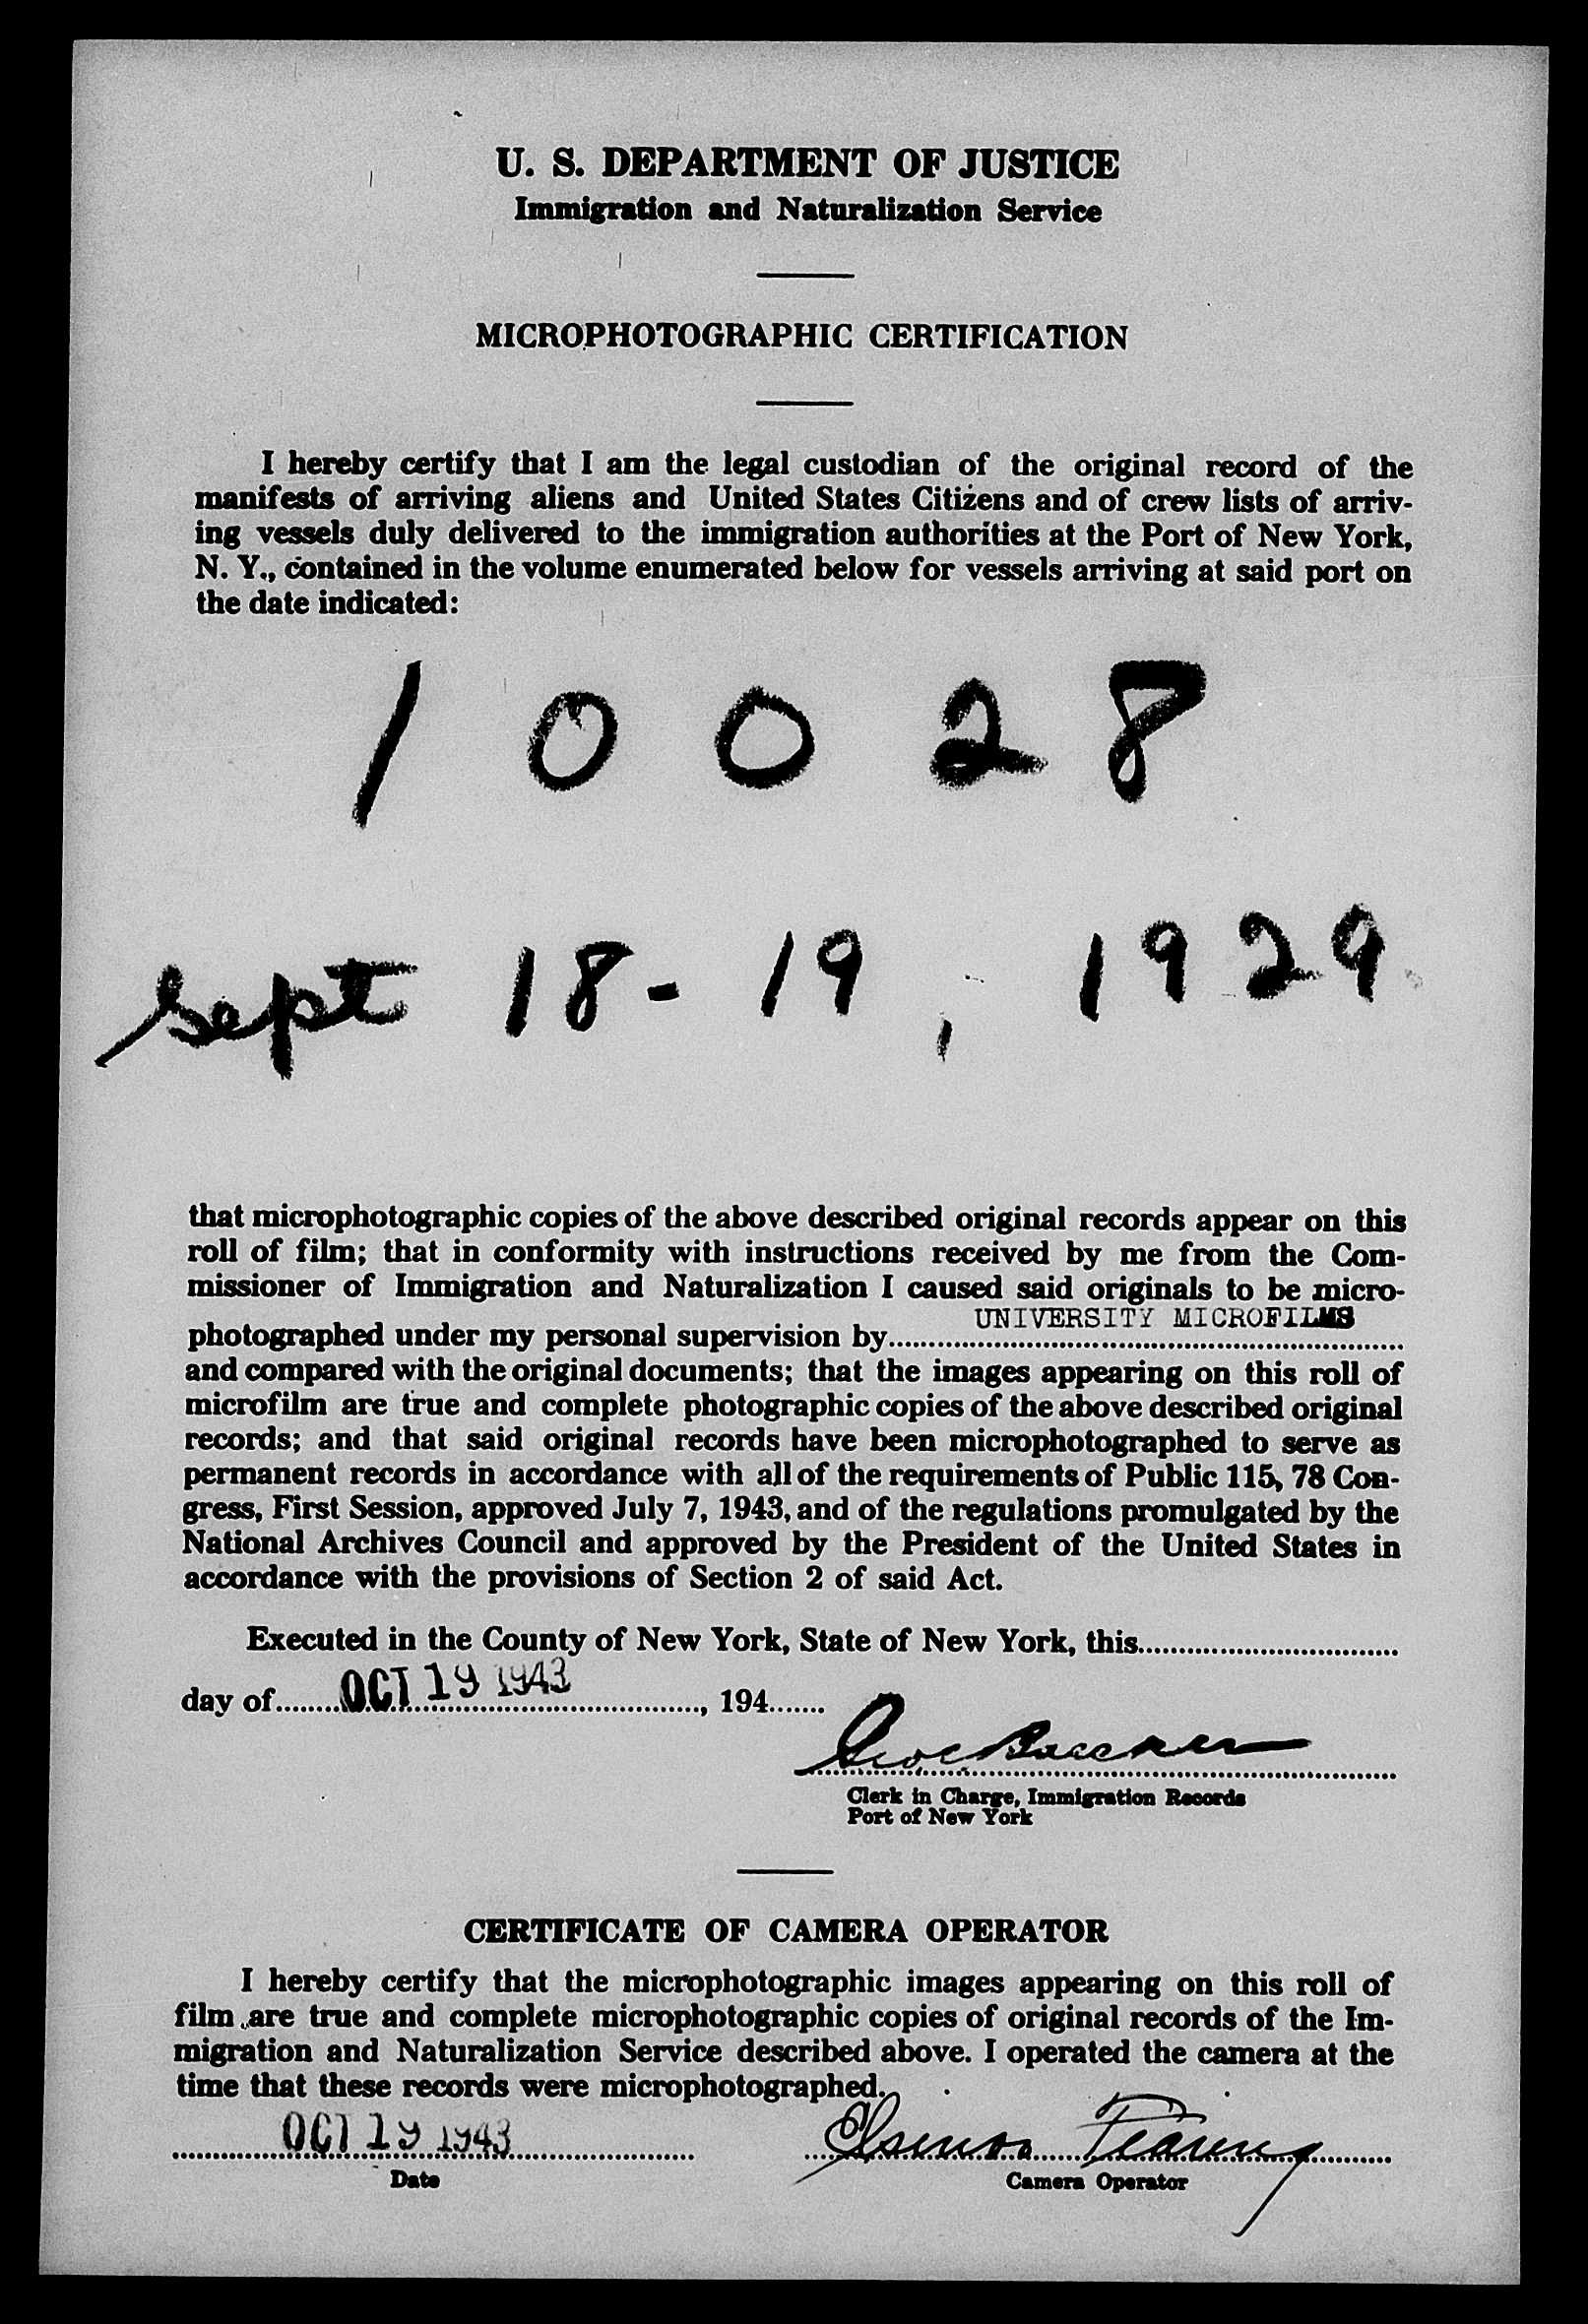 U. S. DEPARTMENT OF JUSTICE
Immigration and Naturalization Service
MICROPHOTOGRAPHIC CERTIFICATION
I hereby certify that I am the legal custodian of the original record of the
manifests of arriving aliens and United States Citizens and of crew lists of arriv-
ing vessels duly delivered to the immigration authorities at the Port of New York,
N. Y., contained in the volume enumerated below for vessels arriving at said port on
the date indicated:
1 0 0 2 8
Sept 18 - 19 , 1929
that microphotographic copies of the above described original records appear on this
roll of film; that in conformity with instructions received by me from the Com-
missioner of Immigration and Naturalization I caused said originals to be micro-
UNIVERSITY MICROFILMS
photographed under my personal supervision by
and compared with the original documents; that the images appearing on this roll of
microfilm are true and complete photographic copies of the above described original
records; and that said original records have been microphotographed to serve as
permanent records in accordance with all of the requirements of Public 115, 78 Con-
gress, First Session, approved July 7, 1943, and of the regulations promulgated by the
National Archives Council and approved by the President of the United States in
accordance with the provisions of Section 2 of said Act.
Executed in the County of New York, State of New York, this
day of OCT 19 1943, 194
Clerk in Charge, Immigration Records
Port of New York
CERTIFICATE OF CAMERA OPERATOR
I hereby certify that the microphotographic images appearing on this roll of
film are true and complete microphotographic copies of original records of the Im-
migration and Naturalization Service described above. I operated the camera at the
time that these records were microphotographed.
OCT 19 1943
Date
Camera Operator